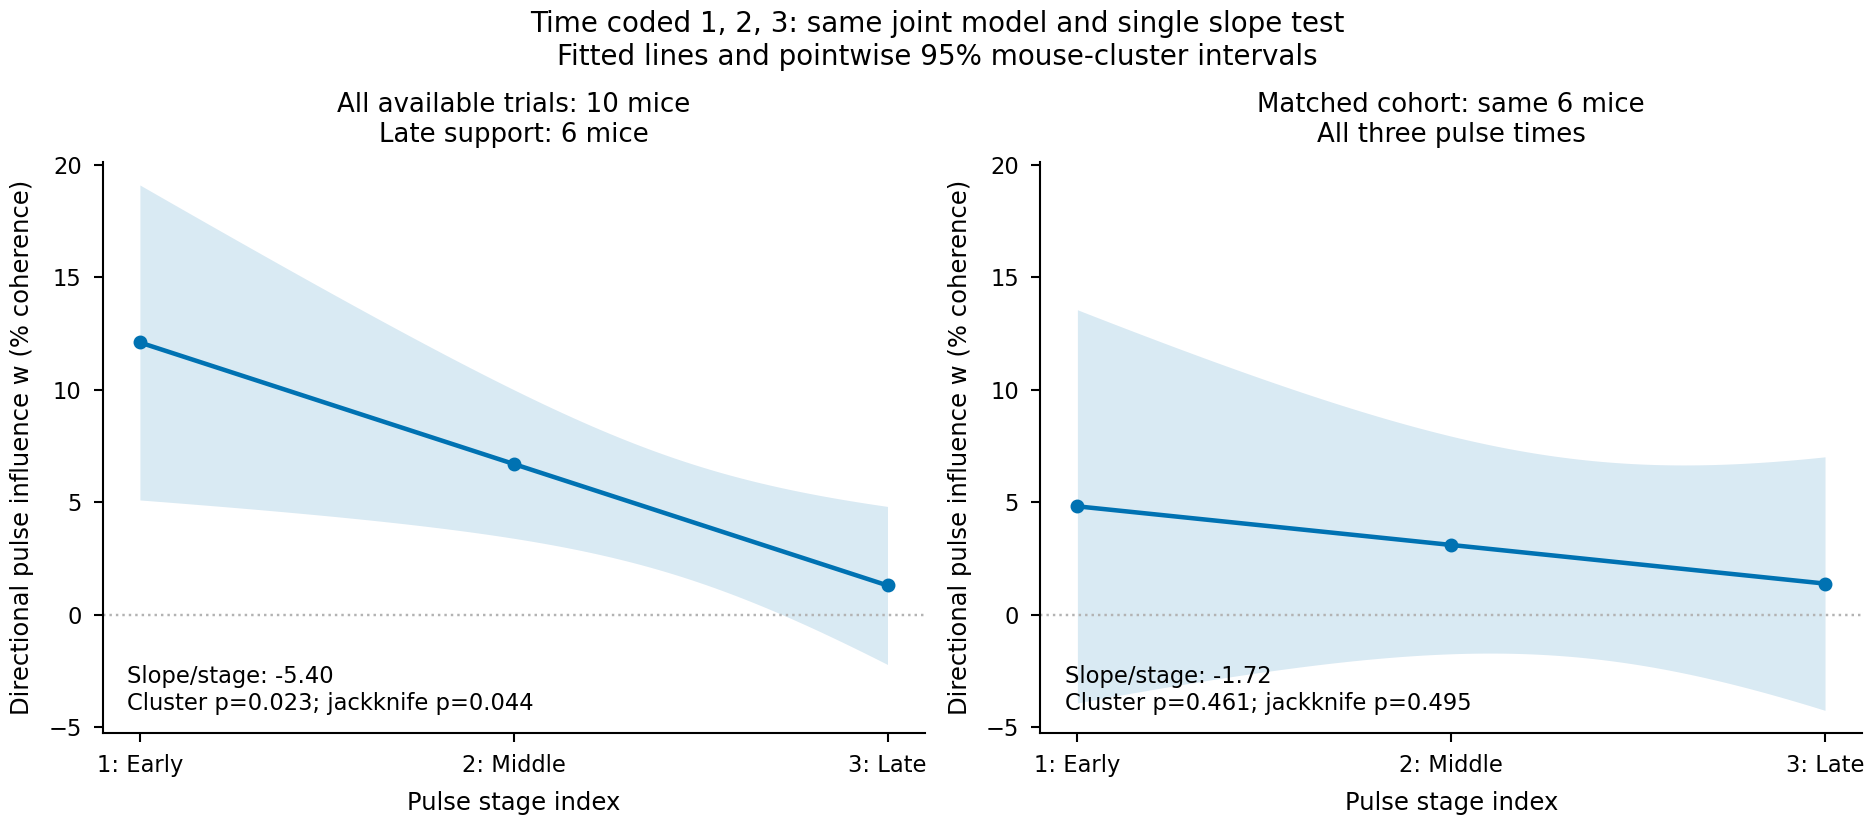 Time coded 1, 2, 3: same joint model and single slope test
Fitted lines and pointwise 95% mouse-cluster intervals
All available trials: 10 mice
Late support: 6 mice
Directional pulse influence w (% coherence)
20
15
10
5
0
−5
Slope/stage: -5.40
Cluster p=0.023; jackknife p=0.044
1: Early
2: Middle
3: Late
Pulse stage index
Matched cohort: same 6 mice
All three pulse times
Directional pulse influence w (% coherence)
20
15
10
5
0
−5
Slope/stage: -1.72
Cluster p=0.461; jackknife p=0.495
1: Early
2: Middle
3: Late
Pulse stage index